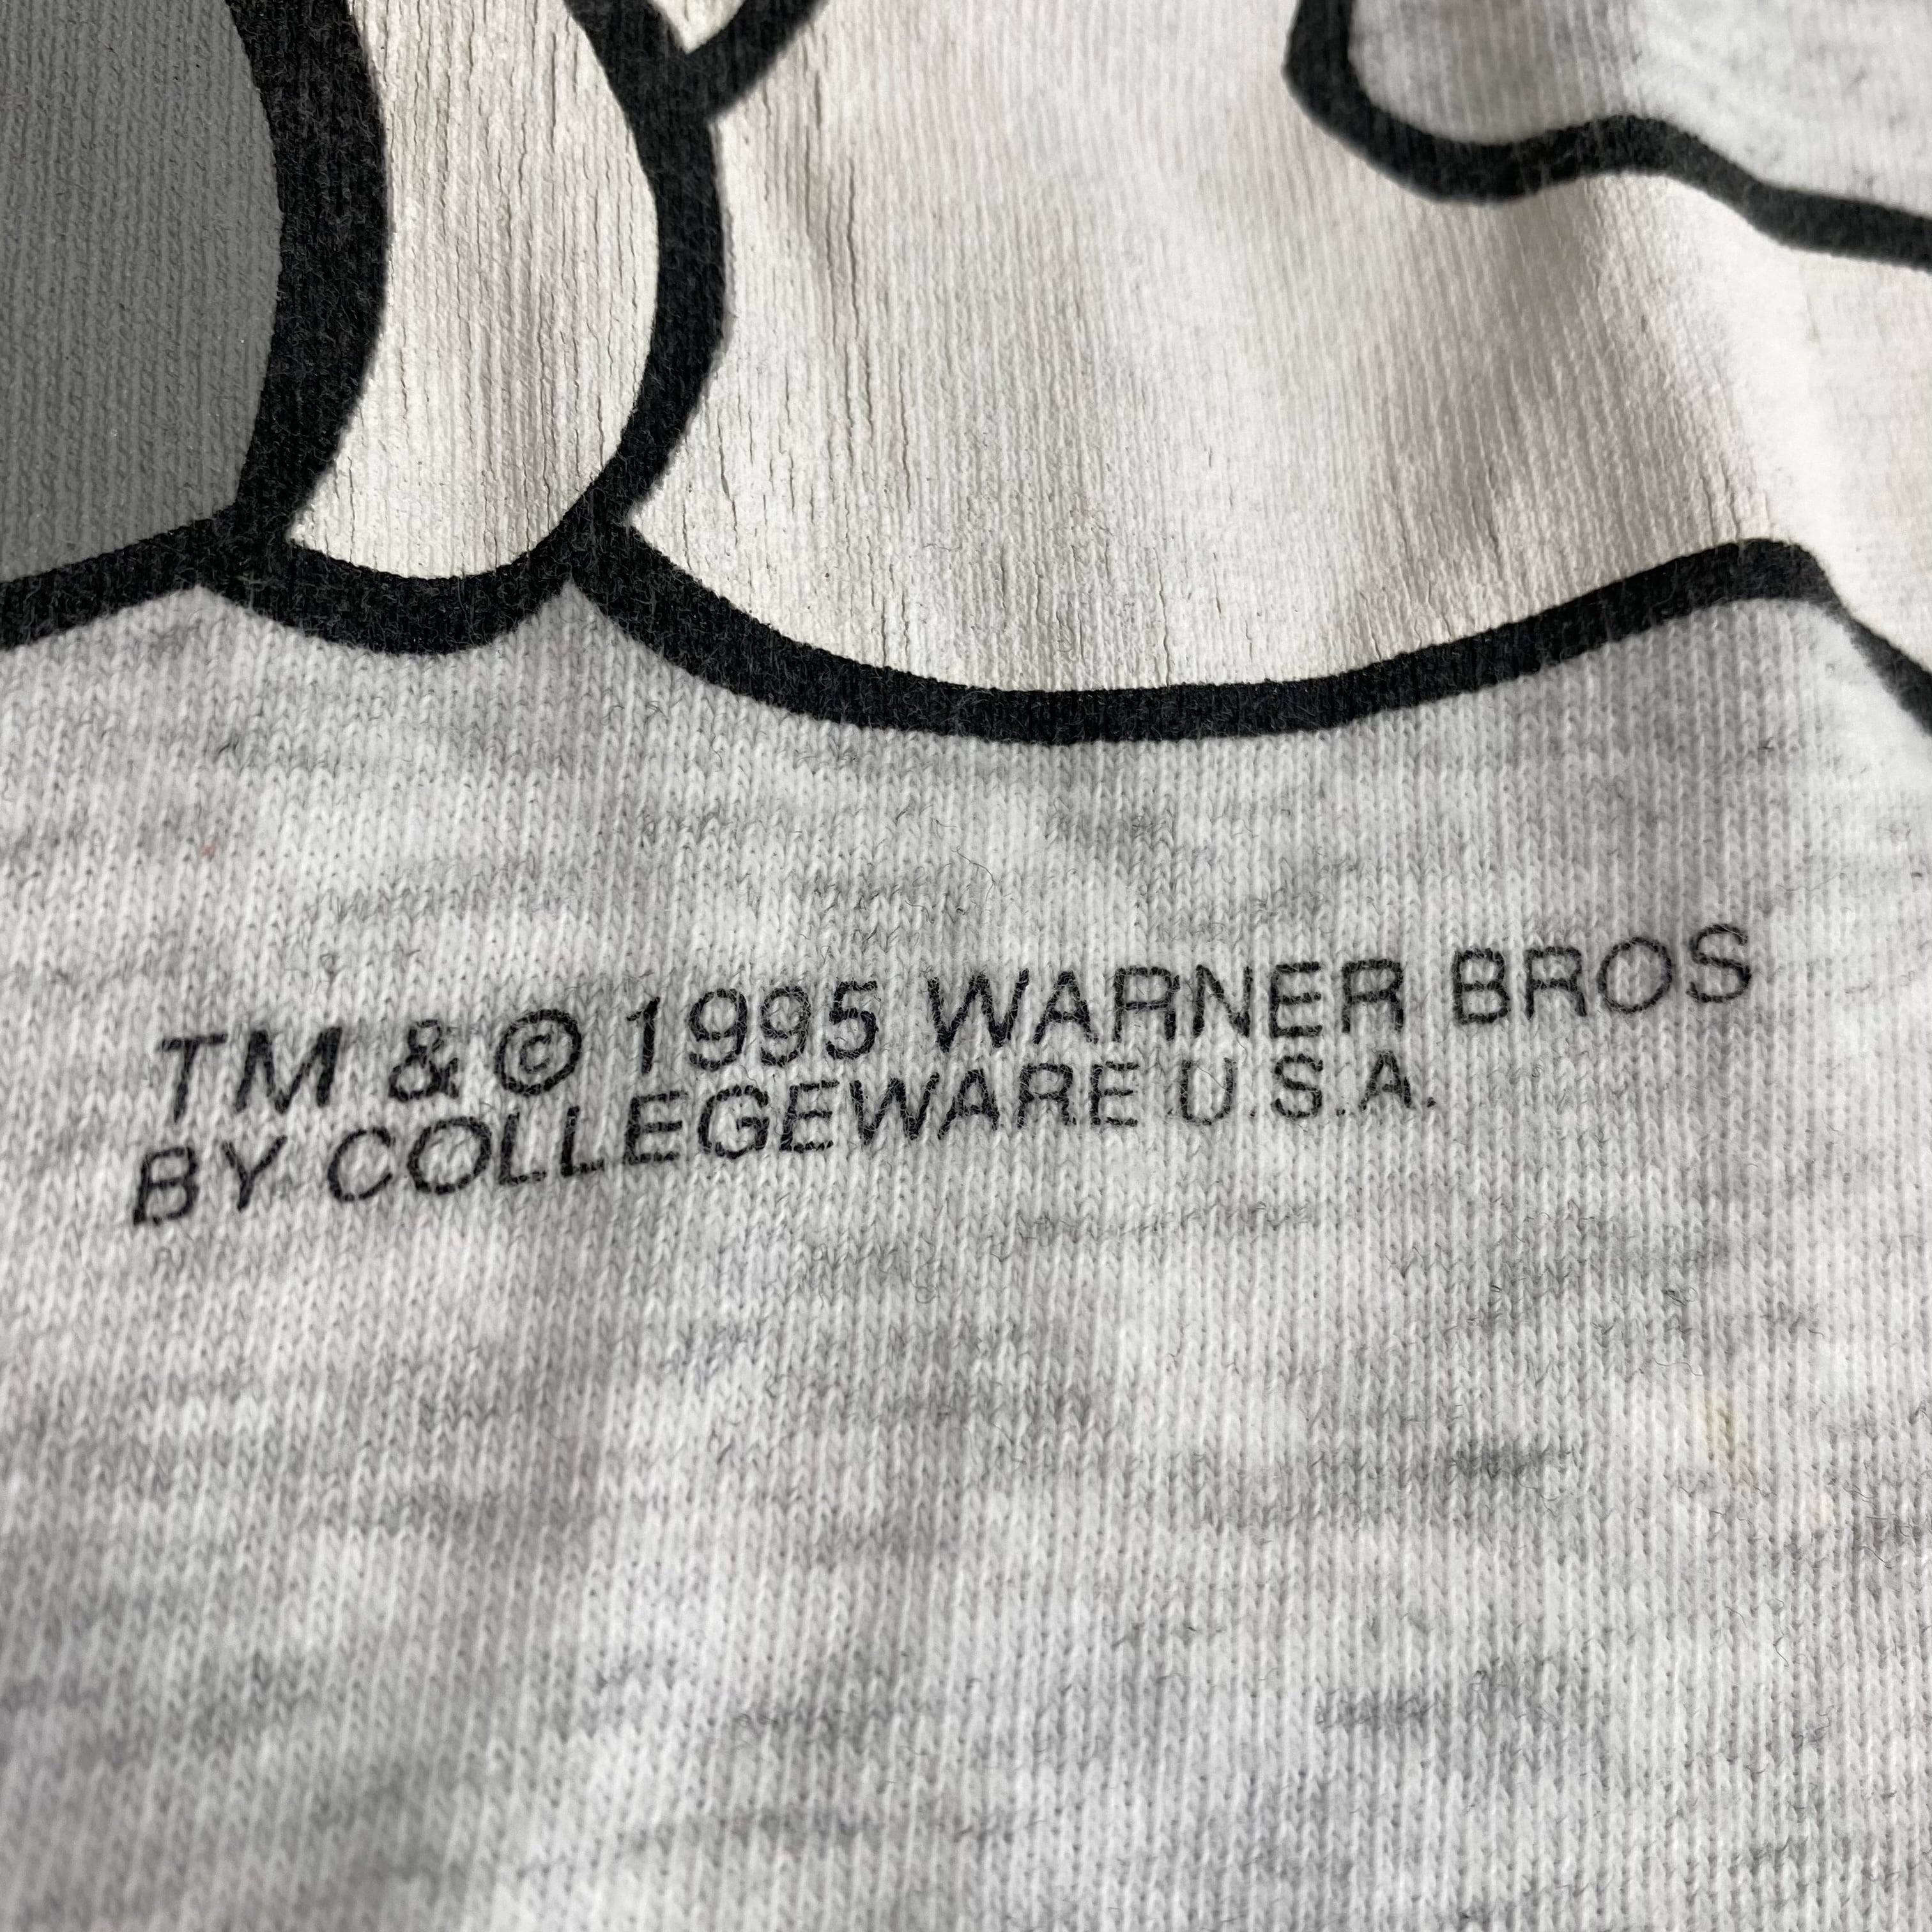 TM & © 1995 WARNER BROS
BY COLLEGEWARE U.S.A.